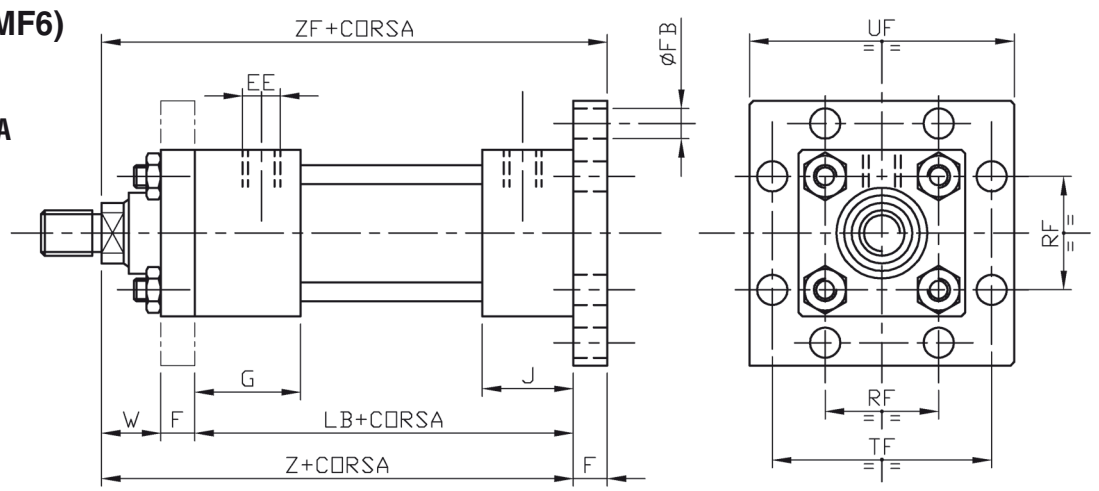 MF6)
A
ZF+CORSA
EE
ØFB
UF
= =
RF
= =
G
J
W
F
LB+CORSA
Z+CORSA
F
RF
= =
TF
= =